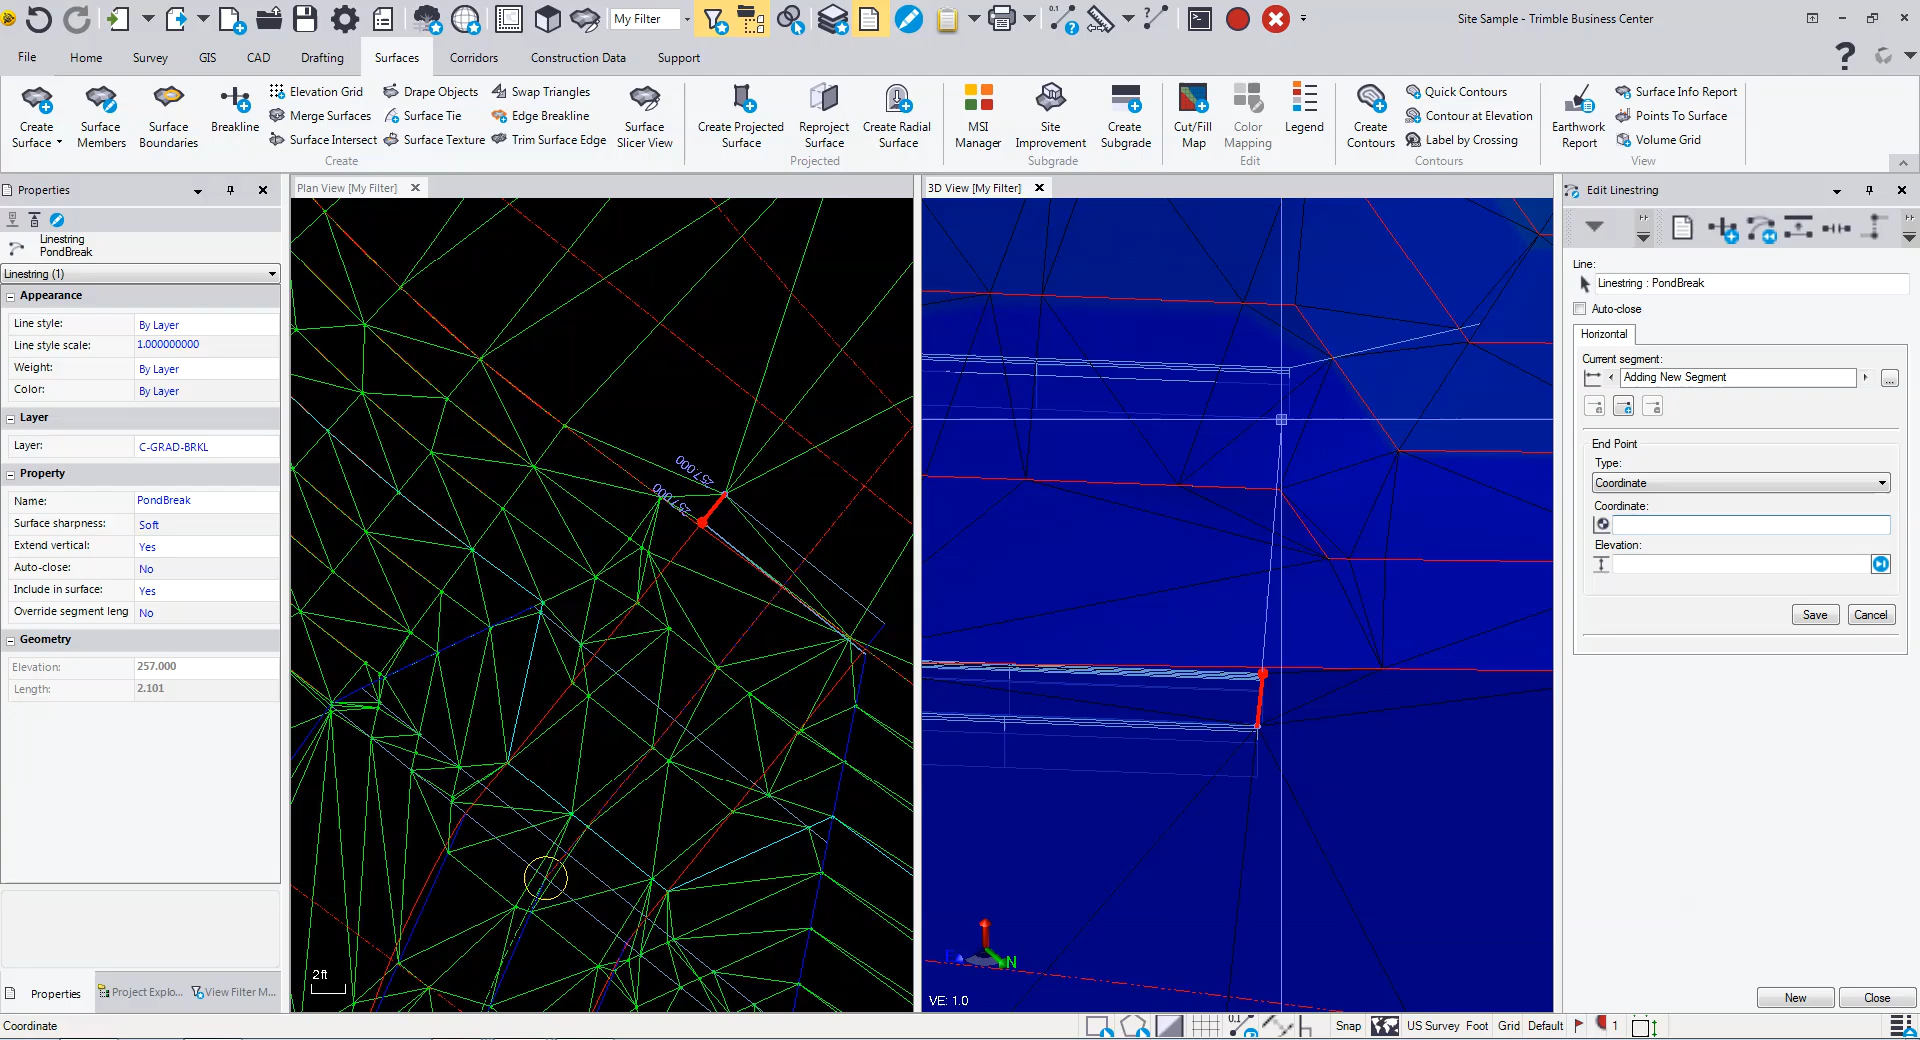 My Filter
Site Sample - Trimble Business Center
File
Home
Survey
GIS
CAD
Drafting
Surfaces
Corridors
Construction Data
Support
Create Surface
Surface Members
Surface Boundaries
Breakline
Elevation Grid
Merge Surfaces
Surface Intersect
Drape Objects
Surface Tie
Surface Texture
Swap Triangles
Edge Breakline
Trim Surface Edge
Surface Slicer View
Create
Create Projected Surface
Reproject Surface
Create Radial Surface
Projected
MSI Manager
Site Improvement
Create Subgrade
Subgrade
Cut/Fill Map
Color Mapping
Legend
Edit
Create Contours
Quick Contours
Contour at Elevation
Label by Crossing
Contours
Earthwork Report
Surface Info Report
Points To Surface
Volume Grid
View
Properties
Linestring
PondBreak
Linestring (1)
Appearance
Line style: By Layer
Line style scale: 1.000000000
Weight: By Layer
Color: By Layer
Layer
Layer: C-GRAD-BRKL
Property
Name: PondBreak
Surface sharpness: Soft
Extend vertical: Yes
Auto-close: No
Include in surface: Yes
Override segment leng No
Geometry
Elevation: 257.000
Length: 2.101
Properties
Project Explo...
View Filter M...
Plan View [My Filter]
257.000
257.000
2 ft
3D View [My Filter]
E
N
VE: 1.0
Edit Linestring
Line:
Linestring : PondBreak
Auto-close
Horizontal
Current segment:
Adding New Segment
...
End Point
Type:
Coordinate
Coordinate:
Elevation:
Save
Cancel
New
Close
Coordinate
0.1
Snap
US Survey Foot
Grid
Default
1